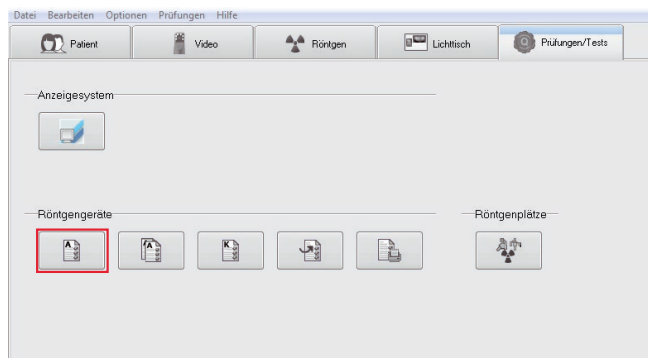 Datei Bearbeiten Optionen Prüfungen Hilfe
Patient Video Röntgen Lichttisch Q Prüfungen/Tests
Anzeigesystem
Röntgengeräte Röntgenplätze
A A K